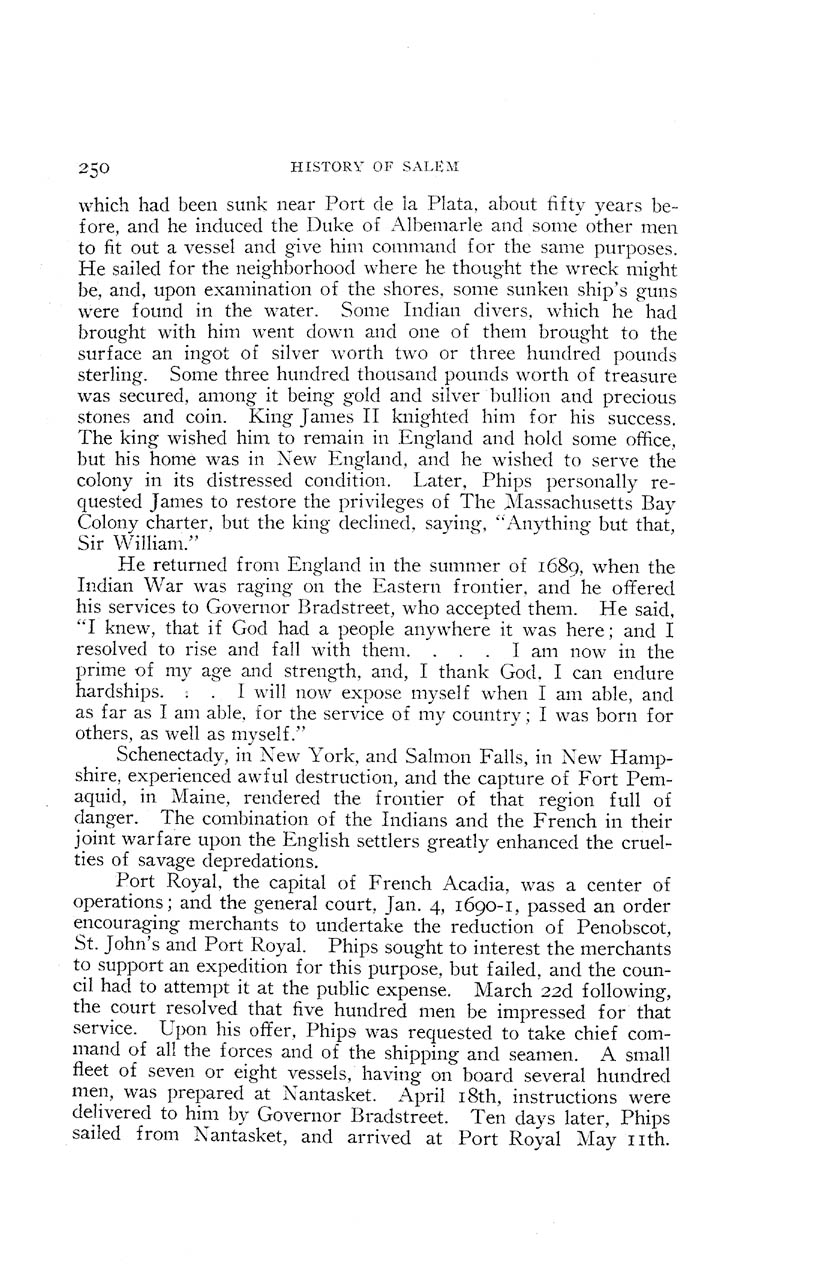 250 HISTORY OF SALEM
which had been sunk near Port de la Plata, about fifty years be-
fore, and he induced the Duke of Albemarle and some other men
to fit out a vessel and give him command for the same purposes.
He sailed for the neighborhood where he thought the wreck might
be, and, upon examination of the shores, some sunken ship's guns
were found in the water. Some Indian divers, which he had
brought with him went down and one of them brought to the
surface an ingot of silver worth two or three hundred pounds
sterling. Some three hundred thousand pounds worth of treasure
was secured, among it being gold and silver bullion and precious
stones and coin. King James II knighted him for his success.
The king wished him to remain in England and hold some office,
but his home was in New England, and he wished to serve the
colony in its distressed condition. Later, Phips personally re-
quested James to restore the privileges of The Massachusetts Bay
Colony charter, but the king declined, saying, "Anything but that,
Sir William."
He returned from England in the summer of 1689, when the
Indian War was raging on the Eastern frontier, and he offered
his services to Governor Bradstreet, who accepted them. He said,
"I knew, that if God had a people anywhere it was here; and I
resolved to rise and fall with them. . . . I am now in the
prime of my age and strength, and, I thank God, I can endure
hardships. : . I will now expose myself when I am able, and
as far as I am able, for the service of my country; I was born for
others, as well as myself."
Schenectady, in New York, and Salmon Falls, in New Hamp-
shire, experienced awful destruction, and the capture of Fort Pem-
aquid, in Maine, rendered the frontier of that region full of
danger. The combination of the Indians and the French in their
joint warfare upon the English settlers greatly enhanced the cruel-
ties of savage depredations.
Port Royal, the capital of French Acadia, was a center of
operations; and the general court, Jan. 4, 1690-1, passed an order
encouraging merchants to undertake the reduction of Penobscot,
St. John's and Port Royal. Phips sought to interest the merchants
to support an expedition for this purpose, but failed, and the coun-
cil had to attempt it at the public expense. March 22d following,
the court resolved that five hundred men be impressed for that
service. Upon his offer, Phips was requested to take chief com-
mand of all the forces and of the shipping and seamen. A small
fleet of seven or eight vessels, having on board several hundred
men, was prepared at Nantasket. April 18th, instructions were
delivered to him by Governor Bradstreet. Ten days later, Phips
sailed from Nantasket, and arrived at Port Royal May 11th.